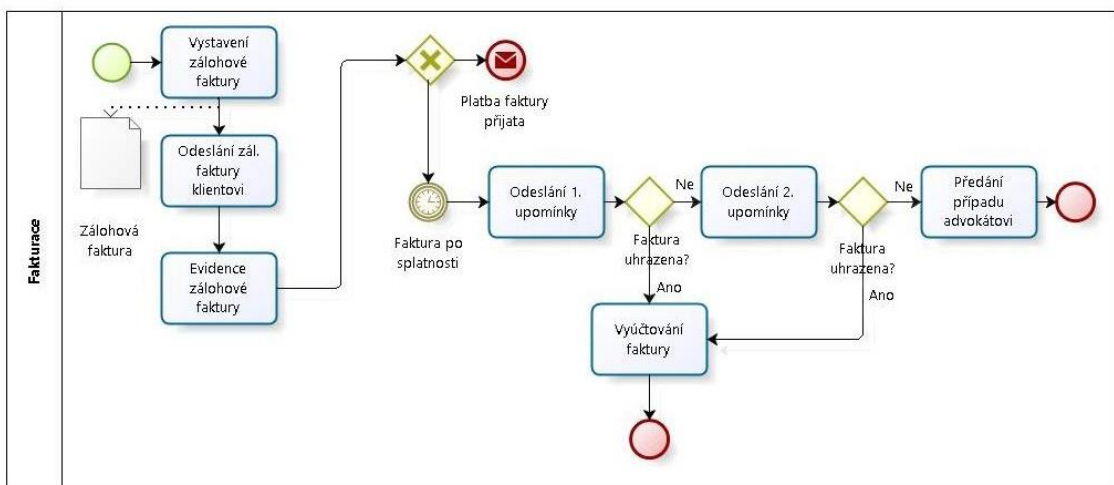 Fakturace
Vystavení
zálohové
faktury
Platba faktury
přijata
Odeslání zál.
faktury
klientovi
Zálohová
faktura
Evidence
zálohové
faktury
Faktura po
splatnosti
Odeslání 1.
upomínky
Ne
Faktura
uhrazena?
Ano
Odeslání 2.
upomínky
Ne
Faktura
uhrazena?
Ano
Předání
případu
advokátovi
Vyúčtování
faktury